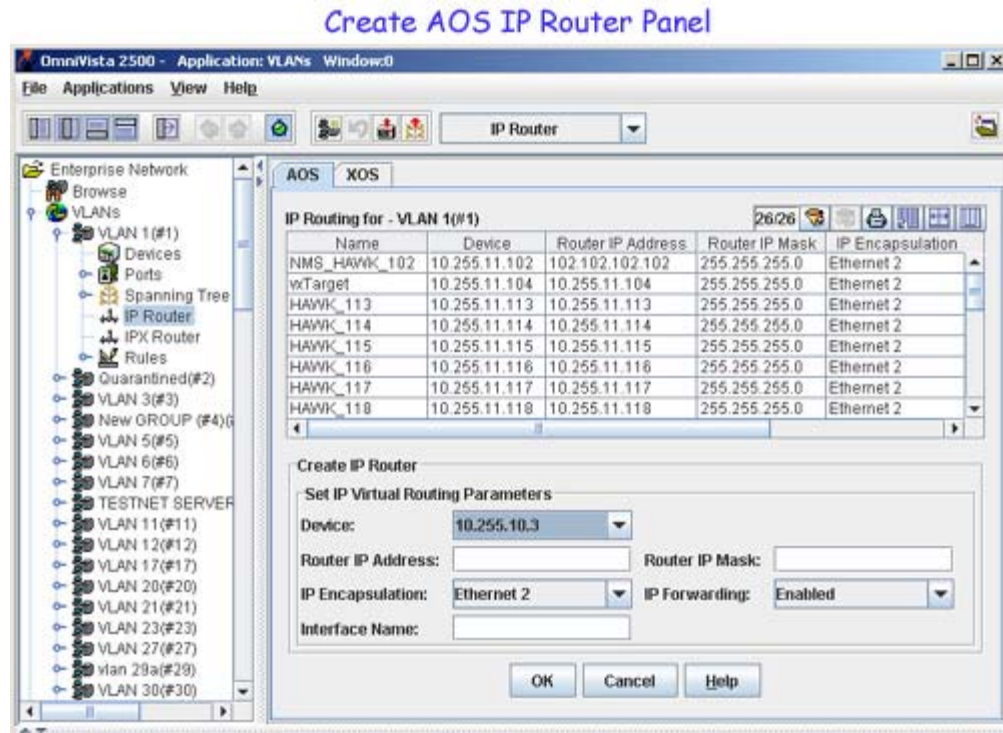 Create AOS IP Router Panel
OmniVista 2500 - Application: VLANs Window:0
File Applications View Help
IP Router
Enterprise Network
Browse
VLANs
VLAN 1(#1)
Devices
Ports
Spanning Tree
IP Router
IPX Router
Rules
Quarantined(#2)
VLAN 3(#3)
New GROUP (#4)(
VLAN 5(#5)
VLAN 6(#6)
VLAN 7(#7)
TESTNET SERVER
VLAN 11(#11)
VLAN 12(#12)
VLAN 17(#17)
VLAN 20(#20)
VLAN 21(#21)
VLAN 23(#23)
VLAN 27(#27)
vlan 29a(#29)
VLAN 30(#30)
AOS XOS
IP Routing for - VLAN 1(#1) 26/26
Name Device Router IP Address Router IP Mask IP Encapsulation
NMS_HAWK_102 10.255.11.102 102.102.102.102 255.255.255.0 Ethernet 2
vxTarget 10.255.11.104 10.255.11.104 255.255.255.0 Ethernet 2
HAWK_113 10.255.11.113 10.255.11.113 255.255.255.0 Ethernet 2
HAWK_114 10.255.11.114 10.255.11.114 255.255.255.0 Ethernet 2
HAWK_115 10.255.11.115 10.255.11.115 255.255.255.0 Ethernet 2
HAWK_116 10.255.11.116 10.255.11.116 255.255.255.0 Ethernet 2
HAWK_117 10.255.11.117 10.255.11.117 255.255.255.0 Ethernet 2
HAWK_118 10.255.11.118 10.255.11.118 255.255.255.0 Ethernet 2
Create IP Router
Set IP Virtual Routing Parameters
Device: 10.255.10.3
Router IP Address: Router IP Mask:
IP Encapsulation: Ethernet 2 IP Forwarding: Enabled
Interface Name:
OK Cancel Help